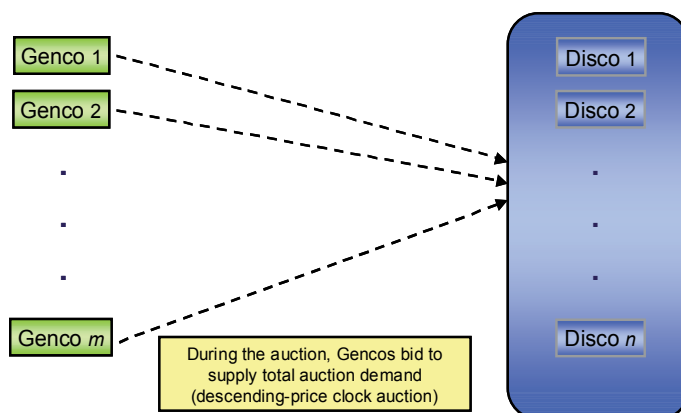 Genco 1
Disco 1
Genco 2
Disco 2
Genco m
Disco n
During the auction, Gencos bid to
supply total auction demand
(descending-price clock auction)